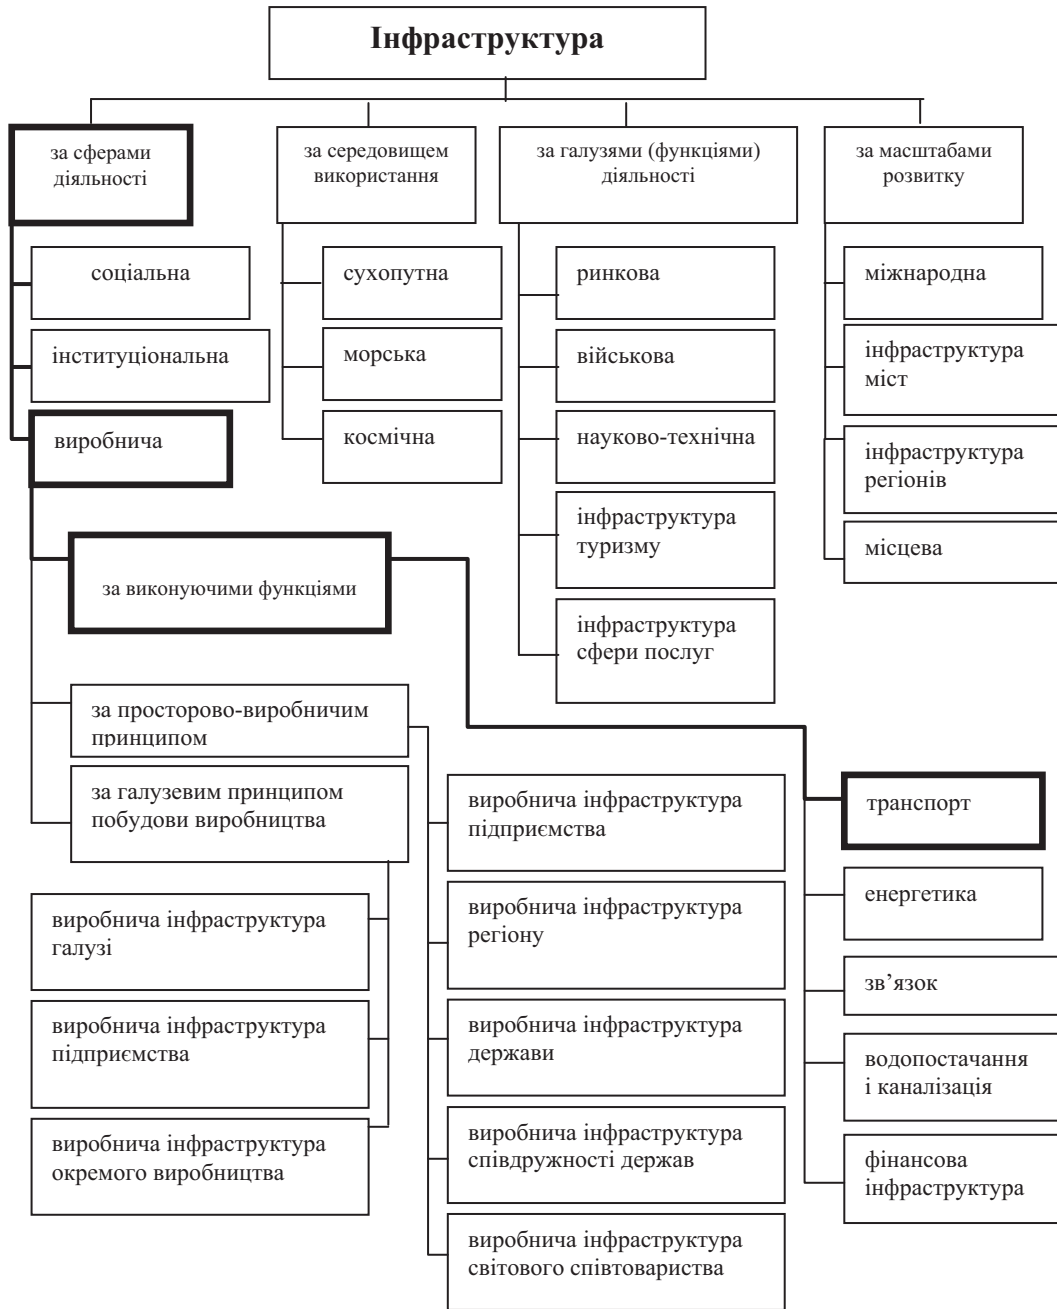 Інфраструктура
за сферами
діяльності
за середовищем
використання
за галузями (функціями)
діяльності
за масштабами
розвитку
соціальна
інституціональна
виробнича
сухопутна
морська
космічна
ринкова
військова
науково-технічна
інфраструктура
туризму
інфраструктура
сфери послуг
міжнародна
інфраструктура
міст
інфраструктура
регіонів
місцева
за виконуючими функціями
за просторово-виробничим
принципом
за галузевим принципом
побудови виробництва
виробнича інфраструктура
галузі
виробнича інфраструктура
підприємства
виробнича інфраструктура
окремого виробництва
виробнича інфраструктура
підприємства
виробнича інфраструктура
регіону
виробнича інфраструктура
держави
виробнича інфраструктура
співдружності держав
виробнича інфраструктура
світового співтовариства
транспорт
енергетика
зв’язок
водопостачання
і каналізація
фінансова
інфраструктура